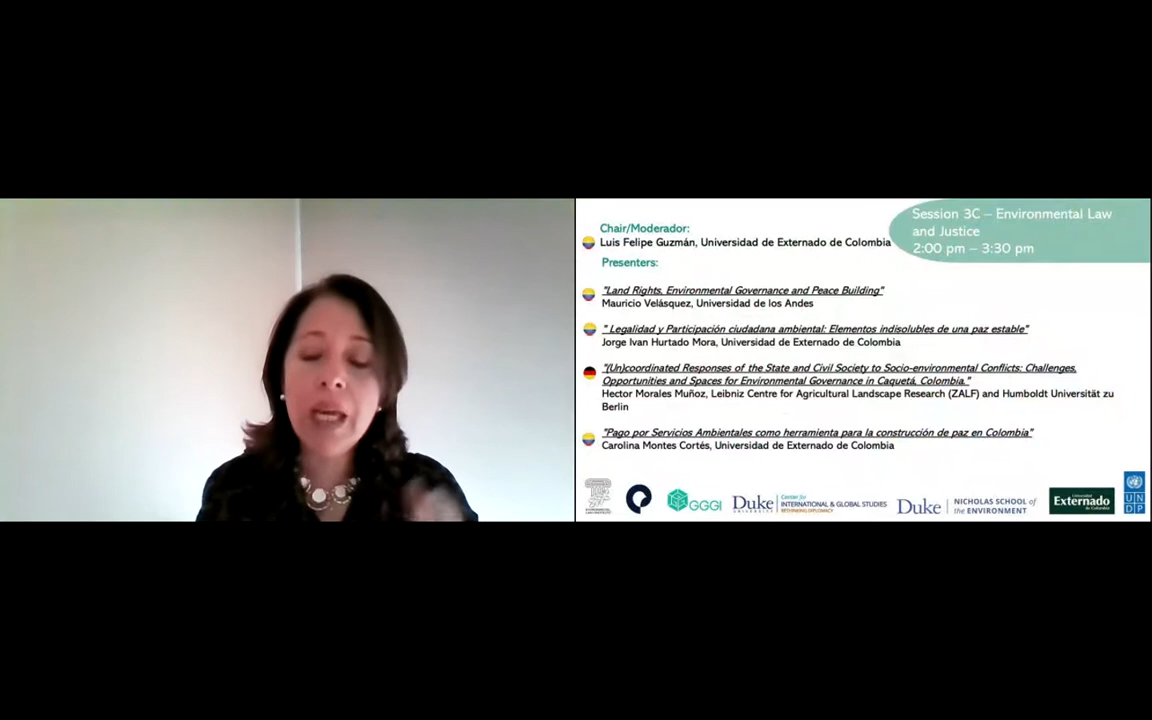 Session 3C – Environmental Law
and Justice
2:00 pm – 3:30 pm
Chair/Moderador:
Luis Felipe Guzmán, Universidad de Externado de Colombia
Presenters:
"Land Rights, Environmental Governance and Peace Building"
Mauricio Velásquez, Universidad de los Andes
" Legalidad y Participación ciudadana ambiental: Elementos indisolubles de una paz estable"
Jorge Ivan Hurtado Mora, Universidad de Externado de Colombia
"(Un)coordinated Responses of the State and Civil Society to Socio-environmental Conflicts: Challenges,
Opportunities and Spaces for Environmental Governance in Caquetá, Colombia."
Hector Morales Muñoz, Leibniz Centre for Agricultural Landscape Research (ZALF) and Humboldt Universität zu
Berlin
"Pago por Servicios Ambientales como herramienta para la construcción de paz en Colombia"
Carolina Montes Cortés, Universidad de Externado de Colombia
GGGI
Duke
UNIVERSITY
Center for
INTERNATIONAL & GLOBAL STUDIES
RETHINKING DIPLOMACY
Duke
NICHOLAS SCHOOL of
the ENVIRONMENT
Universidad
Externado
de Colombia
U N
D P